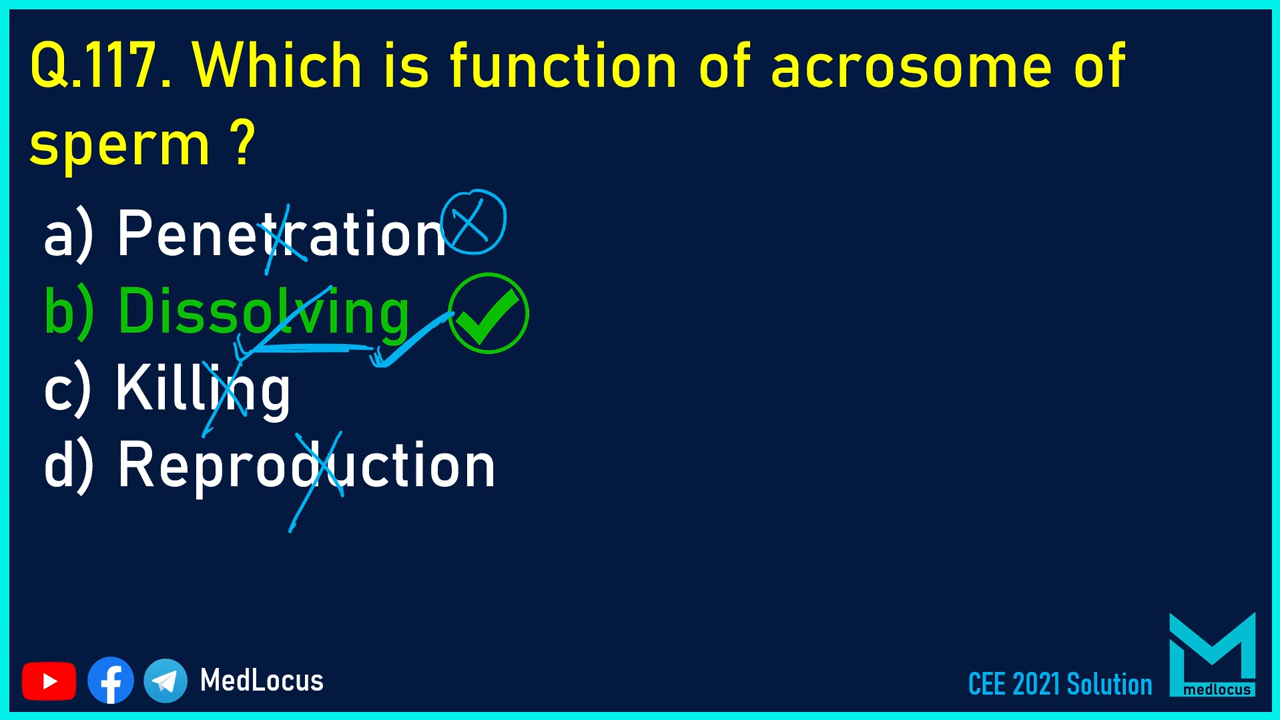 Q.117. Which is function of acrosome of
sperm ?
a) Penetration
b) Dissolving
c) Killing
d) Reproduction
MedLocus
CEE 2021 Solution
medlocus